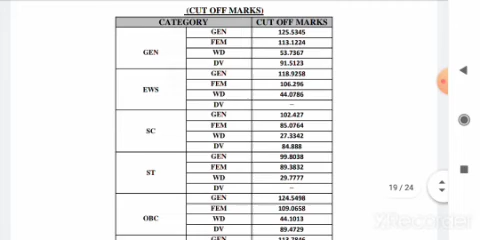 (CUT OFF MARKS)
CATEGORY CUT OFF MARKS
GEN GEN 125.5345
FEM 113.1224
WD 53.7367
DV 91.5123
EWS GEN 118.9258
FEM 106.296
WD 44.0786
DV –
SC GEN 102.427
FEM 85.0764
WD 27.3342
DV 84.888
ST GEN 99.8038
FEM 89.3832
WD 29.7777
DV –
OBC GEN 124.5498
FEM 109.0658
WD 44.1013
DV 89.4729
GEN 113.7846
19 / 24